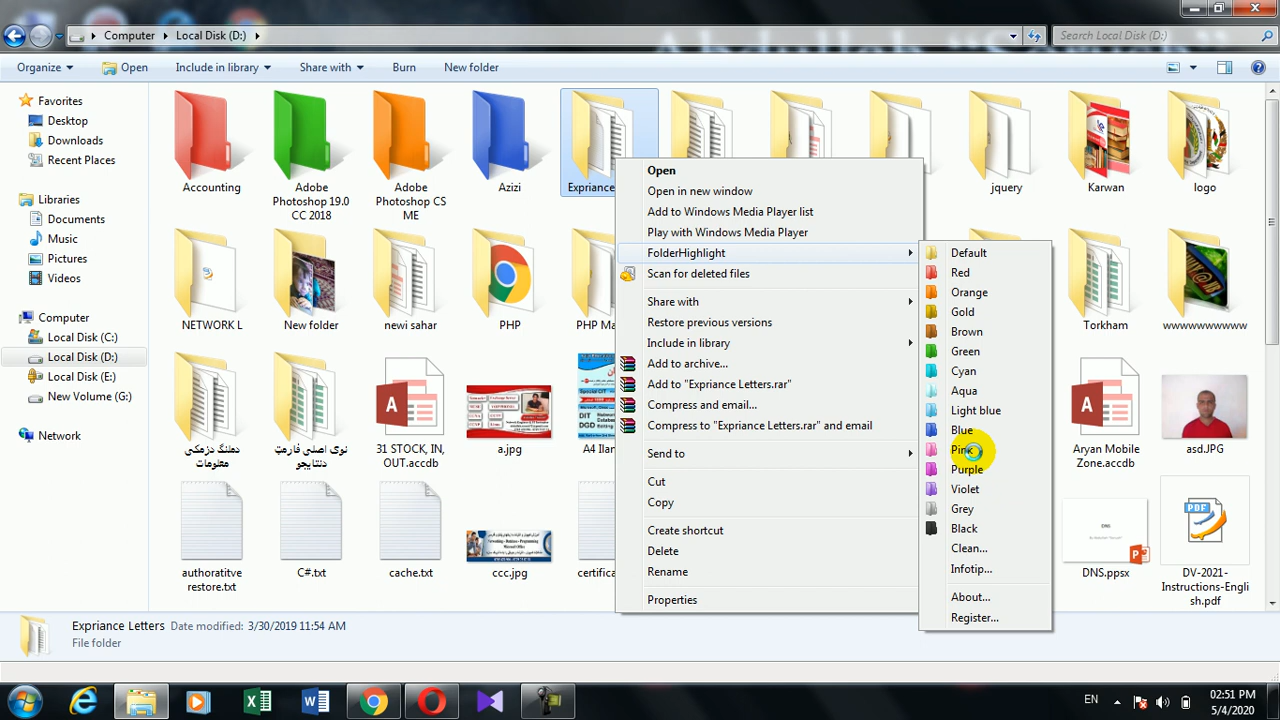 Computer
Local Disk (D:)
Search Local Disk (D:)
Organize
Open
Include in library
Share with
Burn
New folder
Favorites
Desktop
Downloads
Recent Places
Libraries
Documents
Music
Pictures
Videos
Computer
Local Disk (C:)
Local Disk (D:)
Local Disk (E:)
New Volume (G:)
Network
Accounting
Adobe
Photoshop 19.0
CC 2018
Adobe
Photoshop CS
ME
Azizi
Expriance
jquery
Karwan
logo
NETWORK L
New folder
newi sahar
PHP
PHP Ma
Torkham
wwwwwwwwww
دملنګ دزمکي
معلومات
نوی اصلی فارمټ
دنتایجو
31 STOCK, IN,
OUT.accdb
a.jpg
A4 Ilan
Aryan Mobile
Zone.accdb
asd.JPG
authoratitve
restore.txt
C#.txt
cache.txt
ccc.jpg
certific
DNS.ppsx
DV-2021-
Instructions-Engli
sh.pdf
Open
Open in new window
Add to Windows Media Player list
Play with Windows Media Player
FolderHighlight
Scan for deleted files
Share with
Restore previous versions
Include in library
Add to archive...
Add to "Expriance Letters.rar"
Compress and email...
Compress to "Expriance Letters.rar" and email
Send to
Cut
Copy
Create shortcut
Delete
Rename
Properties
Default
Red
Orange
Gold
Brown
Green
Cyan
Aqua
Light blue
Blue
Pink
Purple
Violet
Grey
Black
Clean...
Infotip...
About...
Register...
Expriance Letters
Date modified: 3/30/2019 11:54 AM
File folder
EN
02:51 PM
5/4/2020